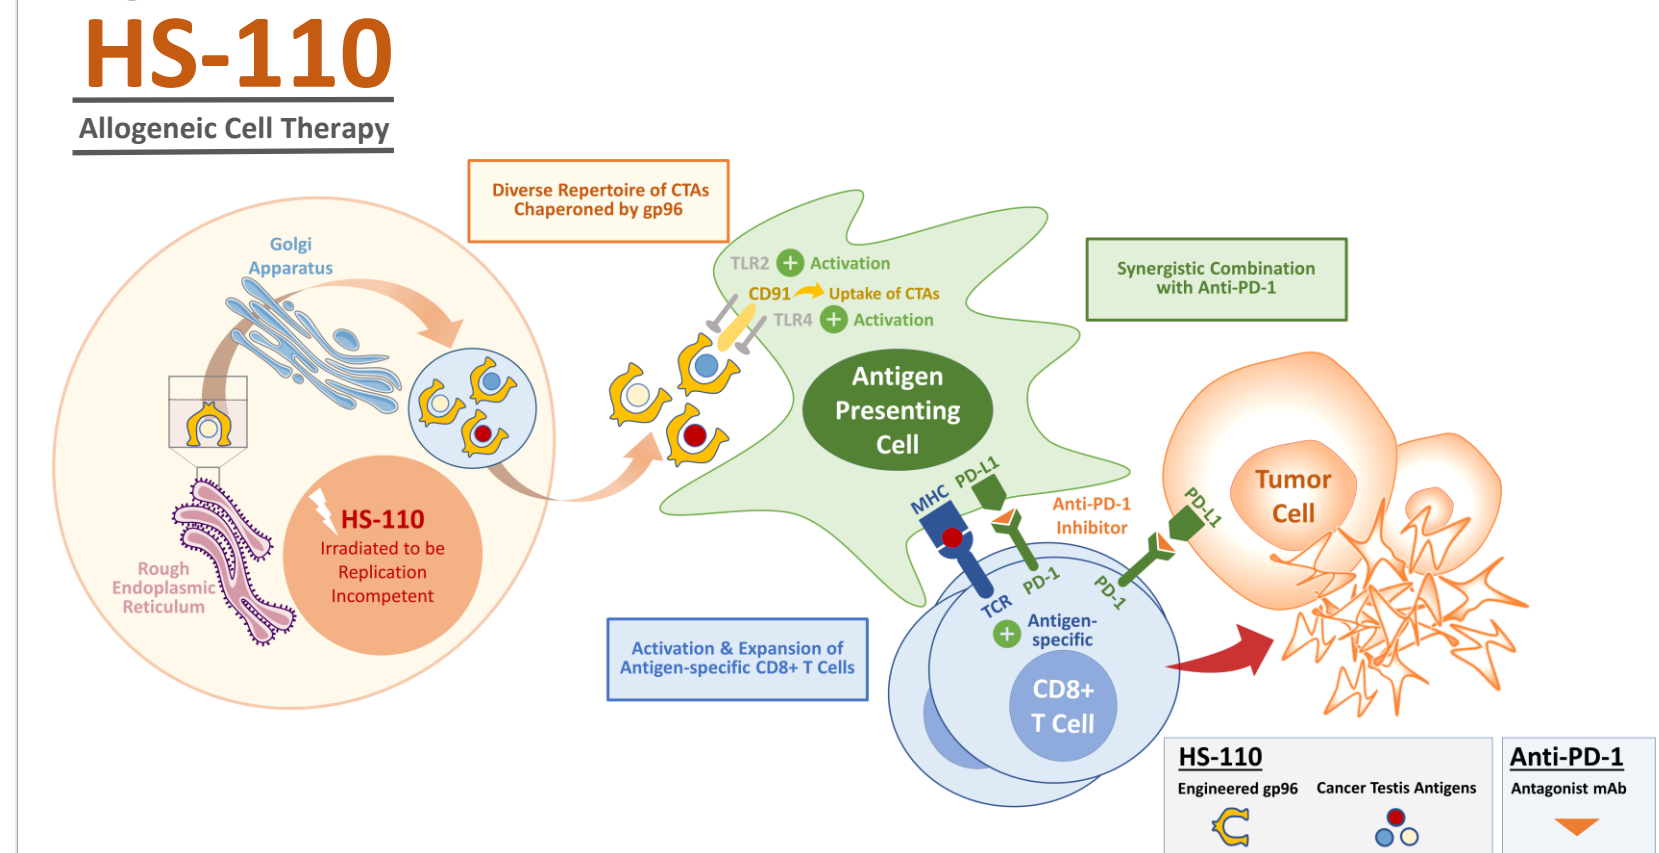 HS-110
Allogeneic Cell Therapy
Diverse Repertoire of CTAs
Chaperoned by gp96
Golgi
Apparatus
TLR2 + Activation
CD91 Uptake of CTAs
TLR4 + Activation
Synergistic Combination
with Anti-PD-1
Antigen
Presenting
Cell
Tumor
Cell
PD-L1
MHC
Anti-PD-1
Inhibitor
PD-L1
HS-110
Irradiated to be
Replication
Incompetent
Rough
Endoplasmic
Reticulum
PD-1
PD-1
TCR
+ Antigen-
specific
Activation & Expansion of
Antigen-specific CD8+ T Cells
CD8+
T Cell
HS-110
Engineered gp96
Cancer Testis Antigens
Anti-PD-1
Antagonist mAb